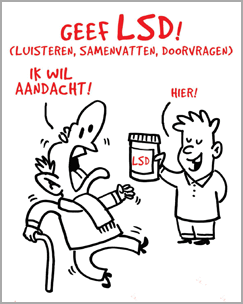 GEEF LSD!
(LUISTEREN, SAMENVATTEN, DOORVRAGEN)
IK WIL
AANDACHT!
HIER!
LSD